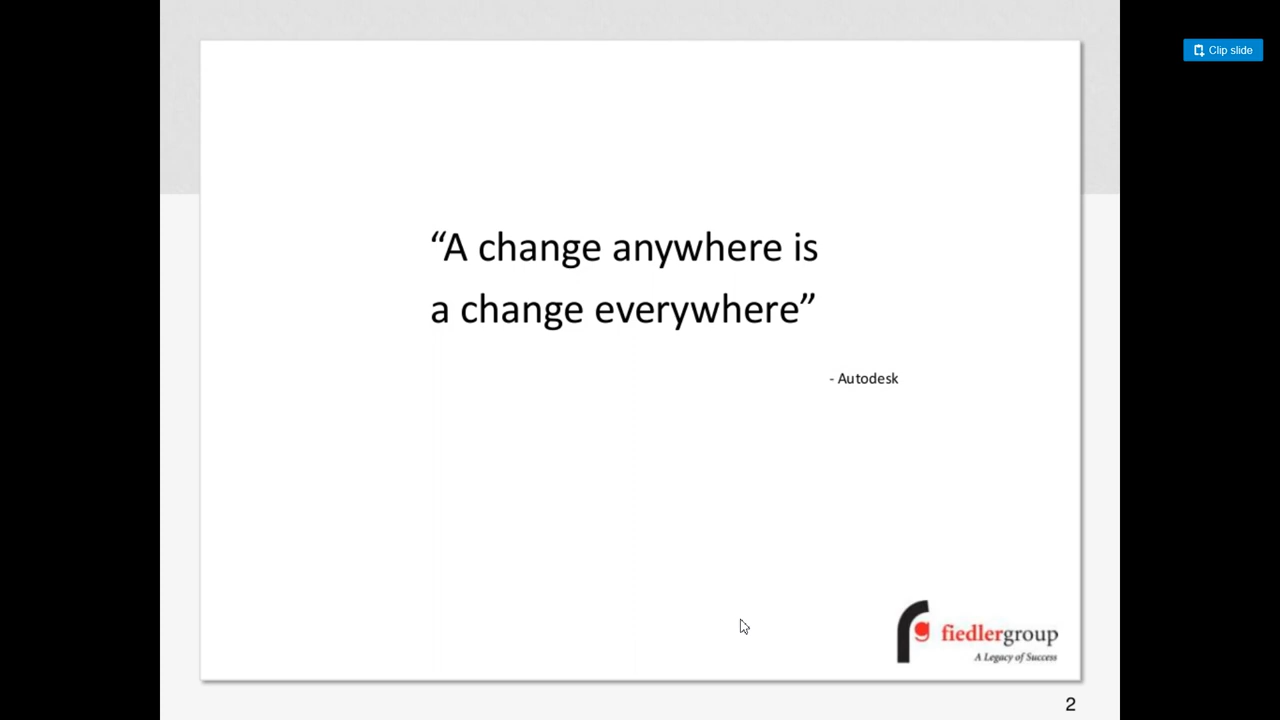 Clip slide
“A change anywhere is
a change everywhere”
- Autodesk
fiedlergroup
A Legacy of Success
2